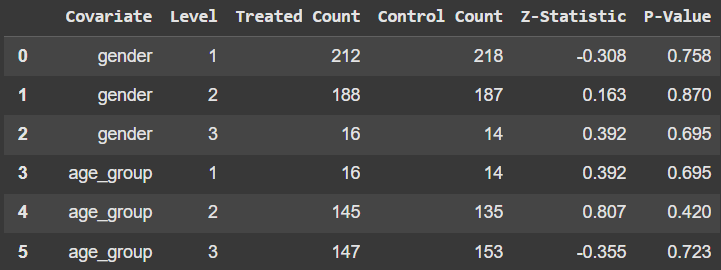 Covariate Level Treated Count Control Count Z-Statistic P-Value
0 gender 1 212 218 -0.308 0.758
1 gender 2 188 187 0.163 0.870
2 gender 3 16 14 0.392 0.695
3 age_group 1 16 14 0.392 0.695
4 age_group 2 145 135 0.807 0.420
5 age_group 3 147 153 -0.355 0.723